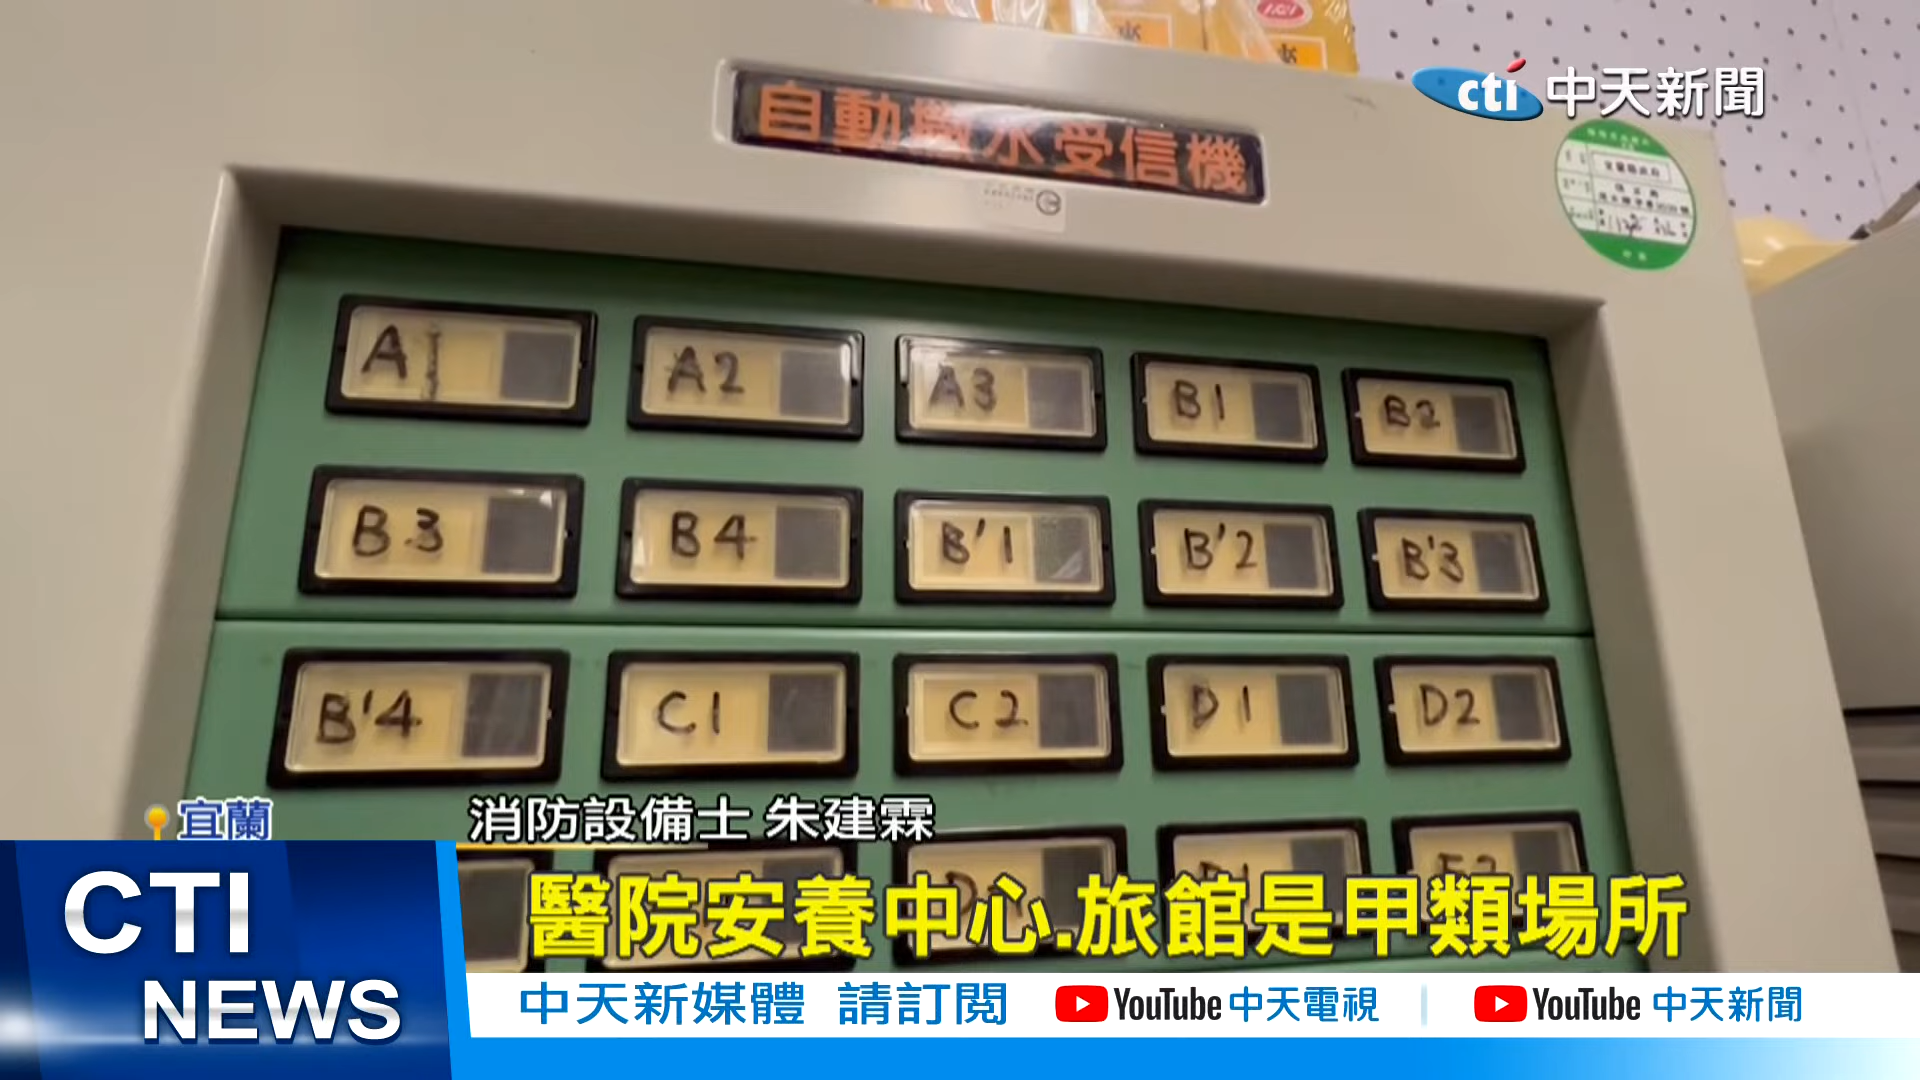 自動撒水受信機
cti 中天新聞
A1
A2
A3
B1
B2
B3
B4
B'1
B'2
B'3
B'4
C1
C2
D1
D2
宜蘭
消防設備士 朱建霖
醫院安養中心.旅館是甲類場所
CTI
NEWS
中天新媒體 請訂閱 YouTube 中天電視 YouTube 中天新聞